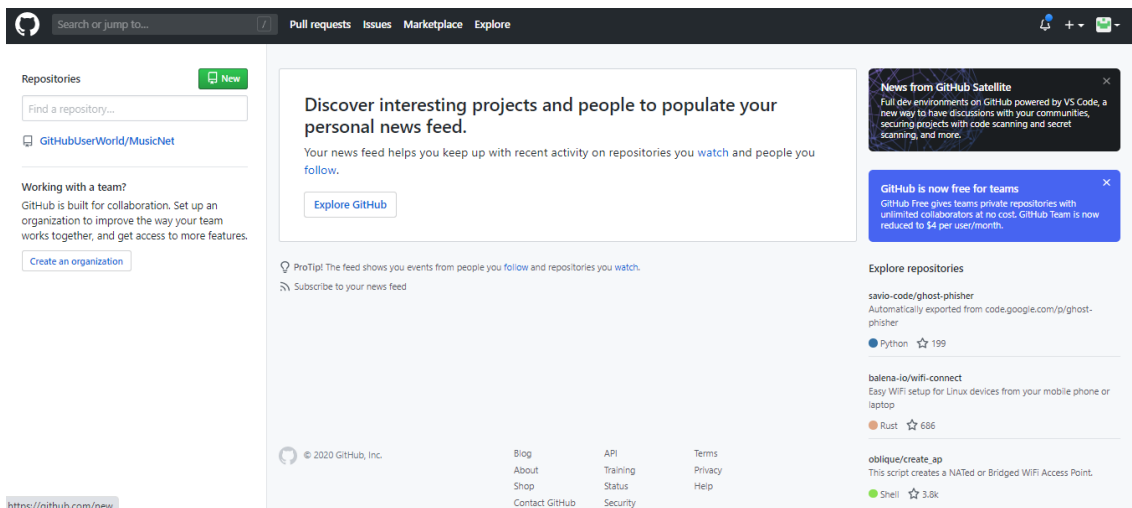 Search or jump to...
/
Pull requests Issues Marketplace Explore
Repositories
New
Find a repository...
GitHubUserWorld/MusicNet
Working with a team?
GitHub is built for collaboration. Set up an
organization to improve the way your team
works together, and get access to more features.
Create an organization
Discover interesting projects and people to populate your
personal news feed.
Your news feed helps you keep up with recent activity on repositories you watch and people you
follow.
Explore GitHub
ProTip! The feed shows you events from people you follow and repositories you watch.
Subscribe to your news feed
News from GitHub Satellite
Full dev environments on GitHub powered by VS Code, a
new way to have discussions with your communities,
securing projects with code scanning and secret
scanning, and more.
GitHub is now free for teams
GitHub Free gives teams private repositories with
unlimited collaborators at no cost. GitHub Team is now
reduced to $4 per user/month.
Explore repositories
savio-code/ghost-phisher
Automatically exported from code.google.com/p/ghost-
phisher
Python 199
balena-io/wifi-connect
Easy WiFi setup for Linux devices from your mobile phone or
laptop
Rust 686
oblique/create_ap
This script creates a NATed or Bridged WiFi Access Point.
Shell 3.8k
© 2020 GitHub, Inc.
Blog
About
Shop
Contact GitHub
API
Training
Status
Security
Terms
Privacy
Help
https://github.com/new